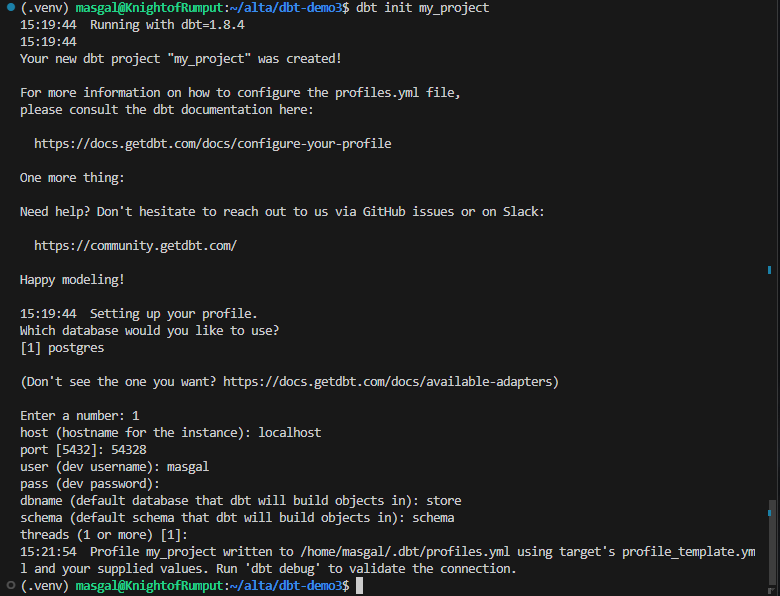 (.venv) masgal@KnightofRumput:~/alta/dbt-demo3$ dbt init my_project
15:19:44  Running with dbt=1.8.4
15:19:44
Your new dbt project "my_project" was created!
For more information on how to configure the profiles.yml file,
please consult the dbt documentation here:
https://docs.getdbt.com/docs/configure-your-profile
One more thing:
Need help? Don't hesitate to reach out to us via GitHub issues or on Slack:
https://community.getdbt.com/
Happy modeling!
15:19:44  Setting up your profile.
Which database would you like to use?
[1] postgres
(Don't see the one you want? https://docs.getdbt.com/docs/available-adapters)
Enter a number: 1
host (hostname for the instance): localhost
port [5432]: 54328
user (dev username): masgal
pass (dev password):
dbname (default database that dbt will build objects in): store
schema (default schema that dbt will build objects in): schema
threads (1 or more) [1]:
15:21:54  Profile my_project written to /home/masgal/.dbt/profiles.yml using target's profile_template.ym
l and your supplied values. Run 'dbt debug' to validate the connection.
(.venv) masgal@KnightofRumput:~/alta/dbt-demo3$